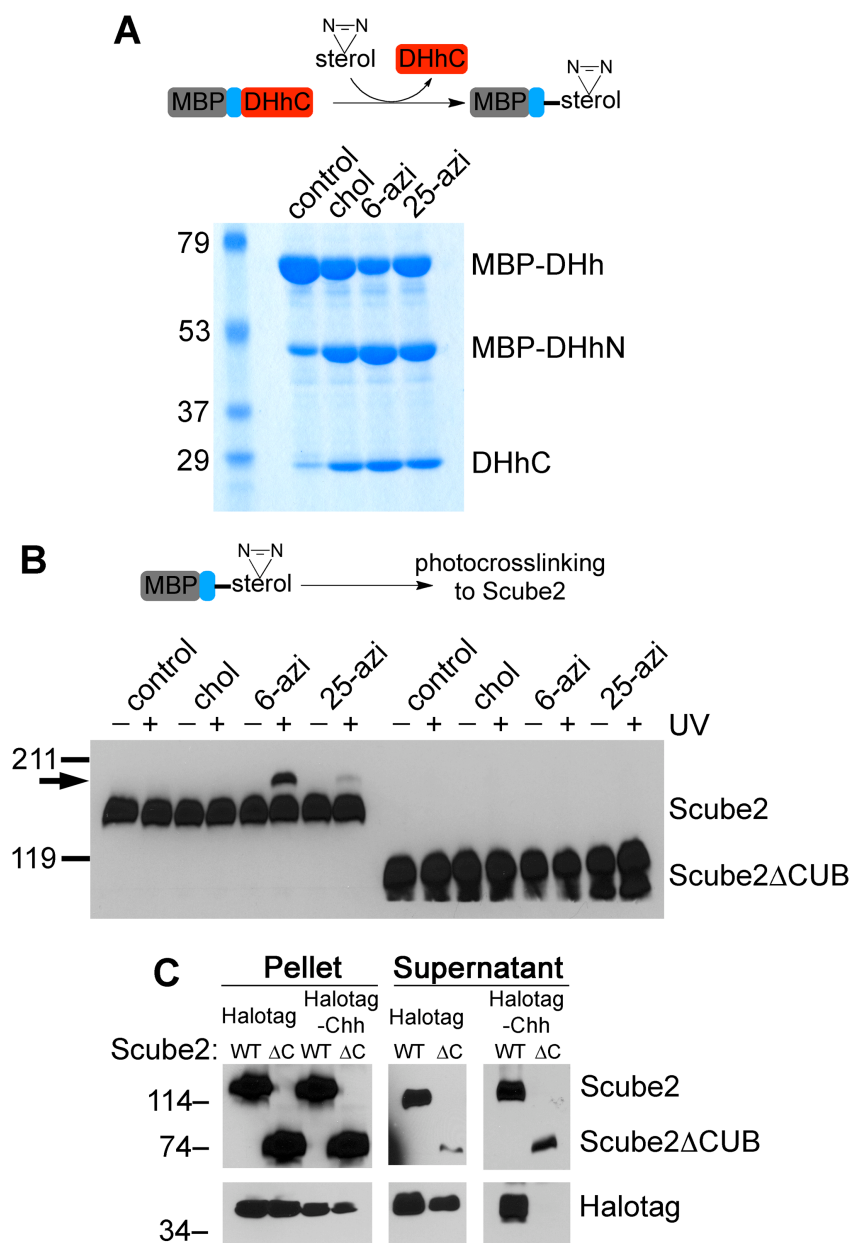 A
N=N
sterol
DHhC
MBP DHhC
N=N
MBP sterol
control chol 6-azi 25-azi
79
MBP-DHh
53
MBP-DHhN
37
29
DHhC
B
N=N
MBP sterol
photocrosslinking
to Scube2
control chol 6-azi 25-azi control chol 6-azi 25-azi
– + – + – + – + – + – + – + – + UV
211
Scube2
119
Scube2ΔCUB
C
Pellet Supernatant
Halotag Halotag
-Chh Halotag Halotag
-Chh
Scube2: WT ΔC WT ΔC WT ΔC WT ΔC
114–
Scube2
74–
Scube2ΔCUB
Halotag
34–